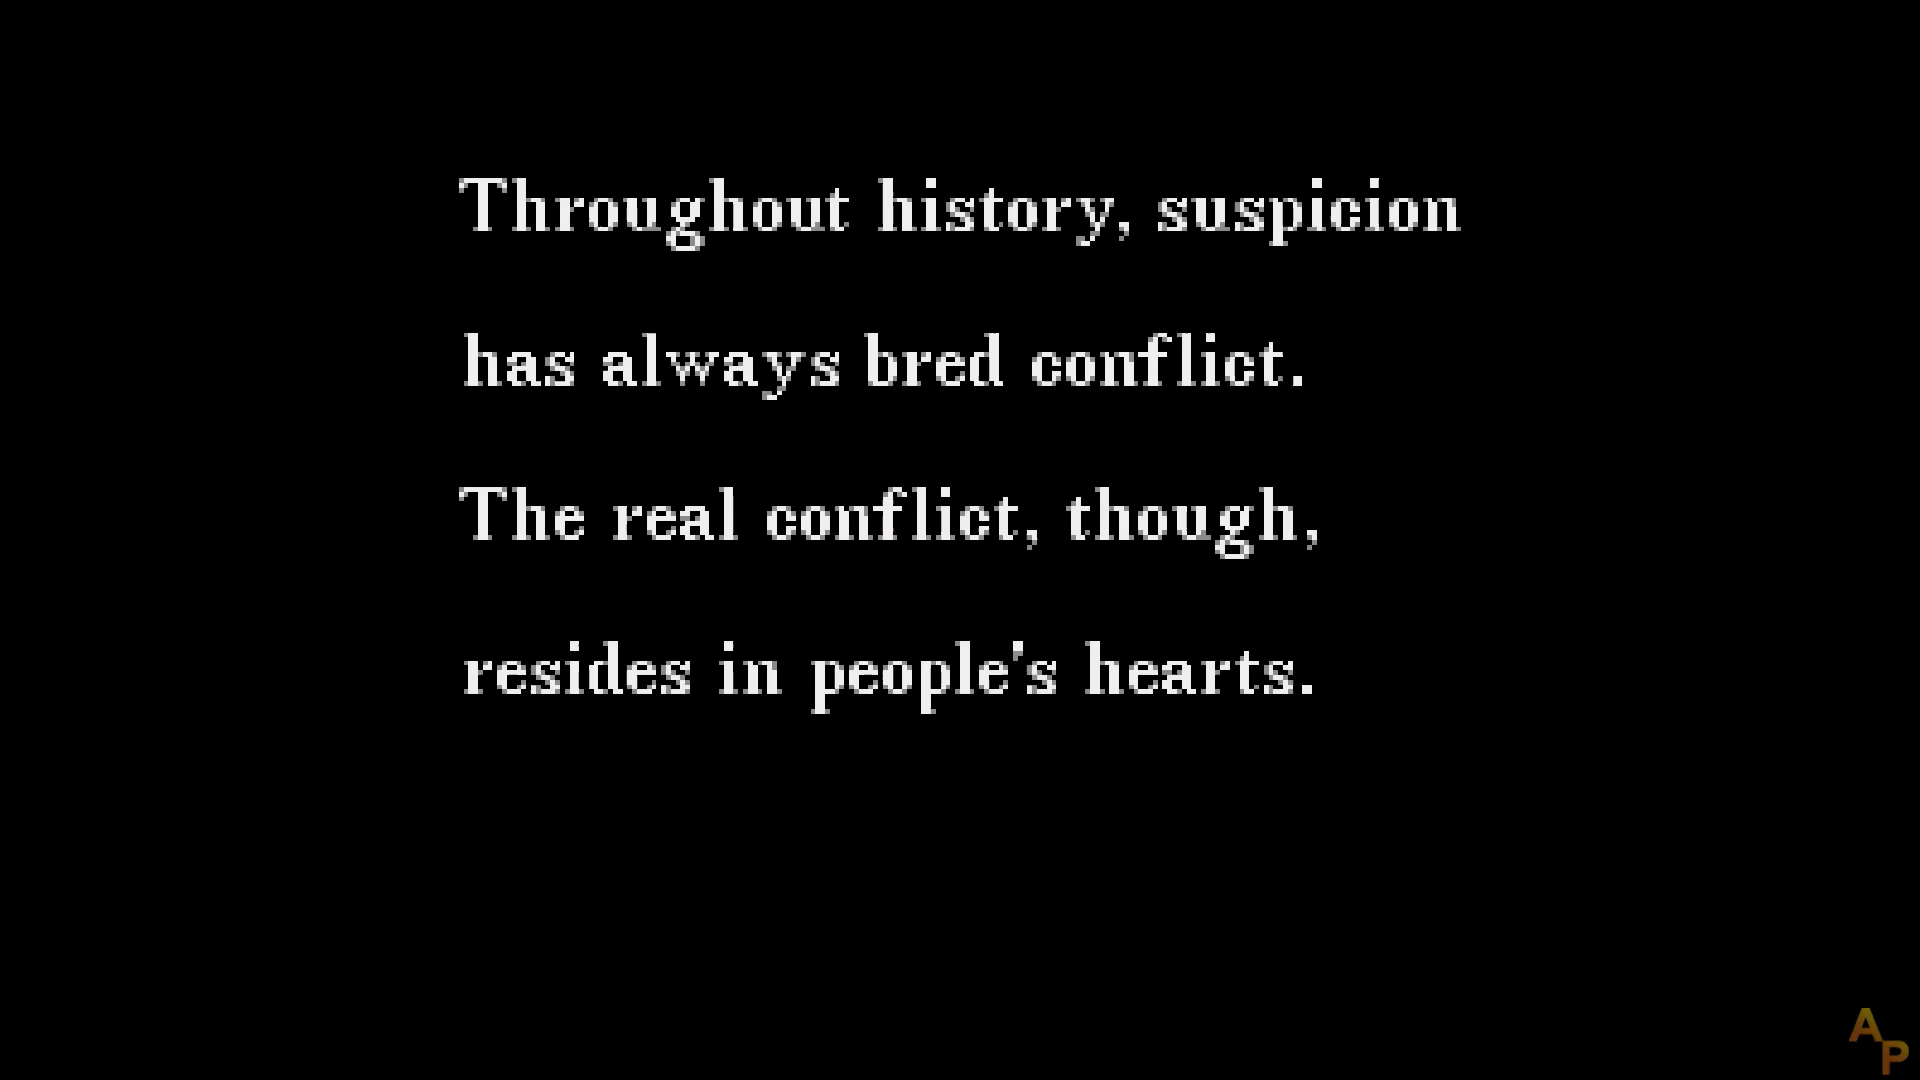 Throughout history, suspicion
has always bred conflict.
The real conflict, though,
resides in people's hearts.
AP